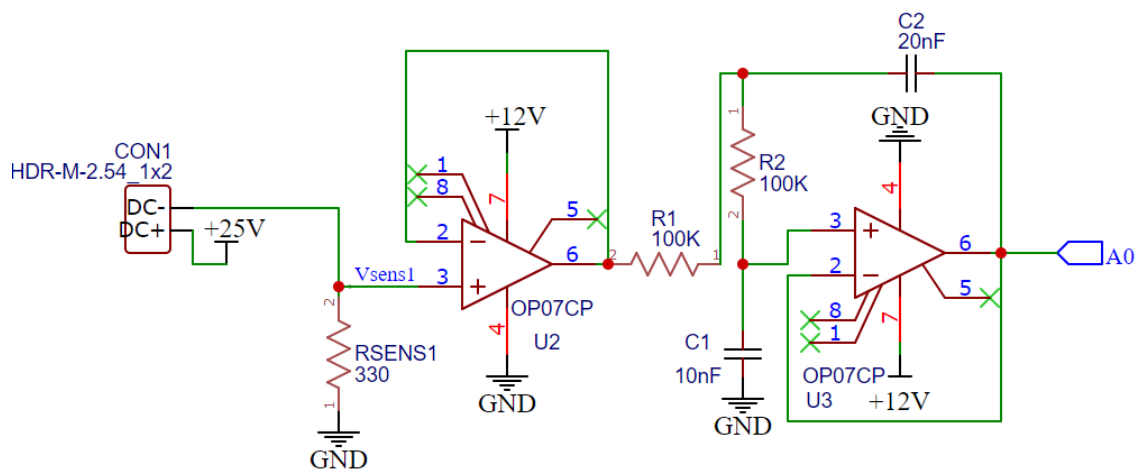 CON1
HDR-M-2.54_1x2
DC-
DC+
+25V
Vsens1
2
RSENS1
330
1
GND
+12V
1
8
7
5
2
3
6
4
OP07CP
U2
GND
R1
100K
2
1
1
R2
100K
2
C1
10nF
GND
C2
20nF
GND
4
3
2
6
5
8
1
7
OP07CP
U3
+12V
A0